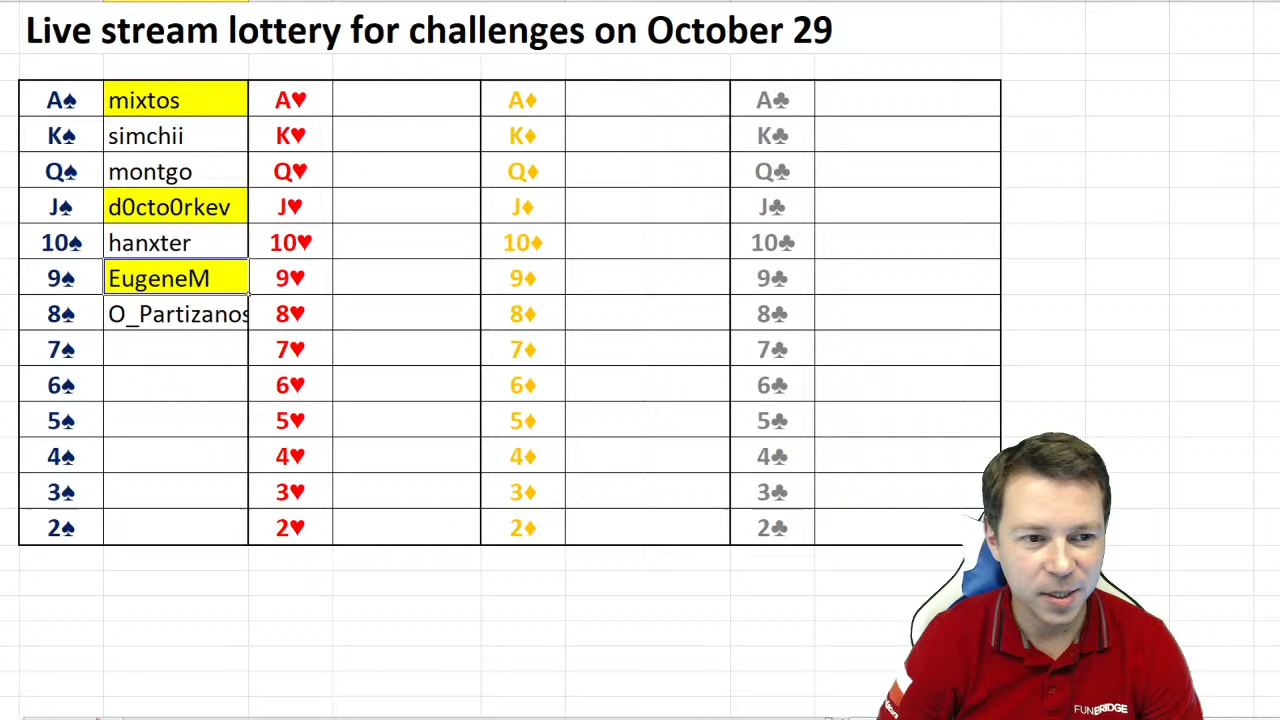 Live stream lottery for challenges on October 29
A♠ mixtos A♥ A♦ A♣
K♠ simchii K♥ K♦ K♣
Q♠ montgo Q♥ Q♦ Q♣
J♠ d0cto0rkev J♥ J♦ J♣
10♠ hanxter 10♥ 10♦ 10♣
9♠ EugeneM 9♥ 9♦ 9♣
8♠ O_Partizanos 8♥ 8♦ 8♣
7♠ 7♥ 7♦ 7♣
6♠ 6♥ 6♦ 6♣
5♠ 5♥ 5♦ 5♣
4♠ 4♥ 4♦ 4♣
3♠ 3♥ 3♦ 3♣
2♠ 2♥ 2♦ 2♣
FUNBRIDGE